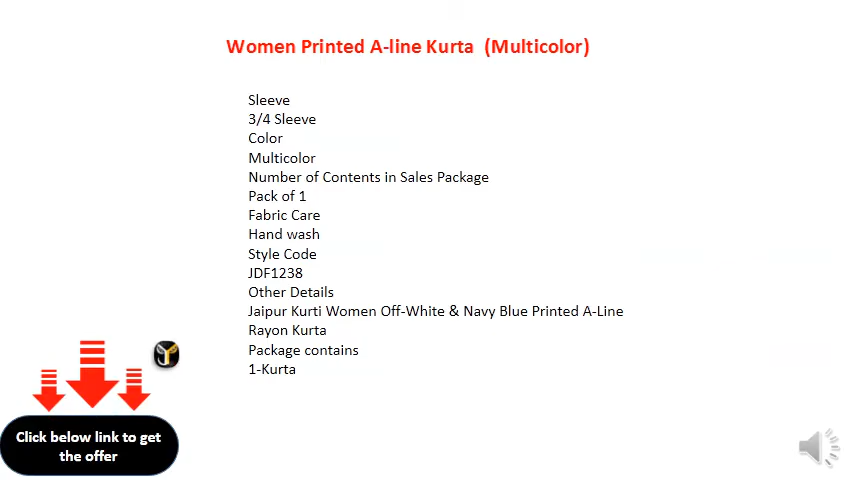 Women Printed A-line Kurta  (Multicolor)
Sleeve
3/4 Sleeve
Color
Multicolor
Number of Contents in Sales Package
Pack of 1
Fabric Care
Hand wash
Style Code
JDF1238
Other Details
Jaipur Kurti Women Off-White & Navy Blue Printed A-Line
Rayon Kurta
Package contains
1-Kurta
Click below link to get
the offer